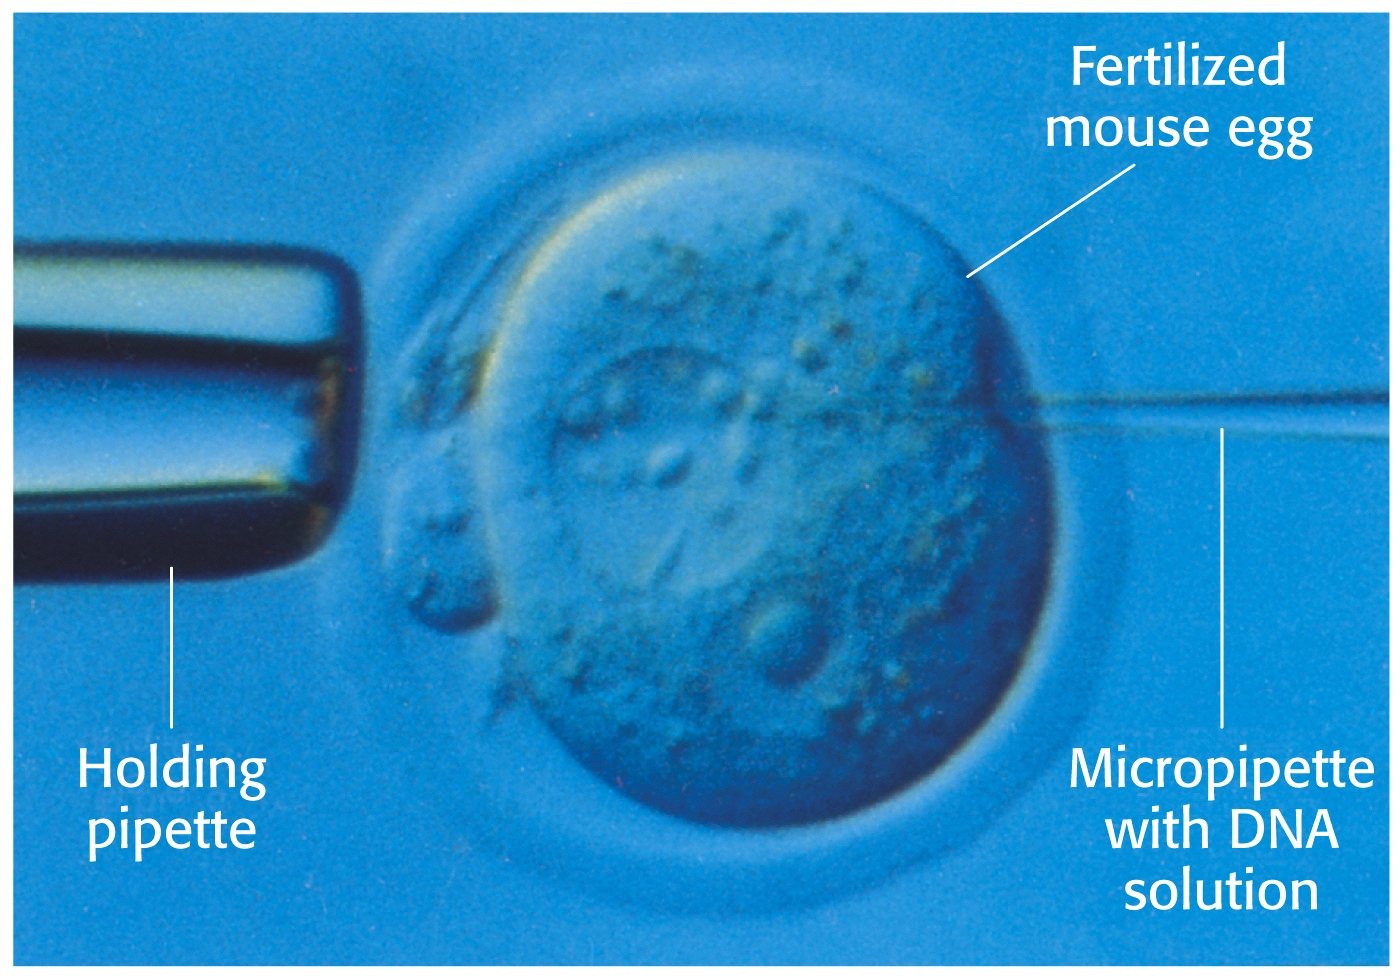 Fertilized
mouse egg
Holding
pipette
Micropipette
with DNA
solution